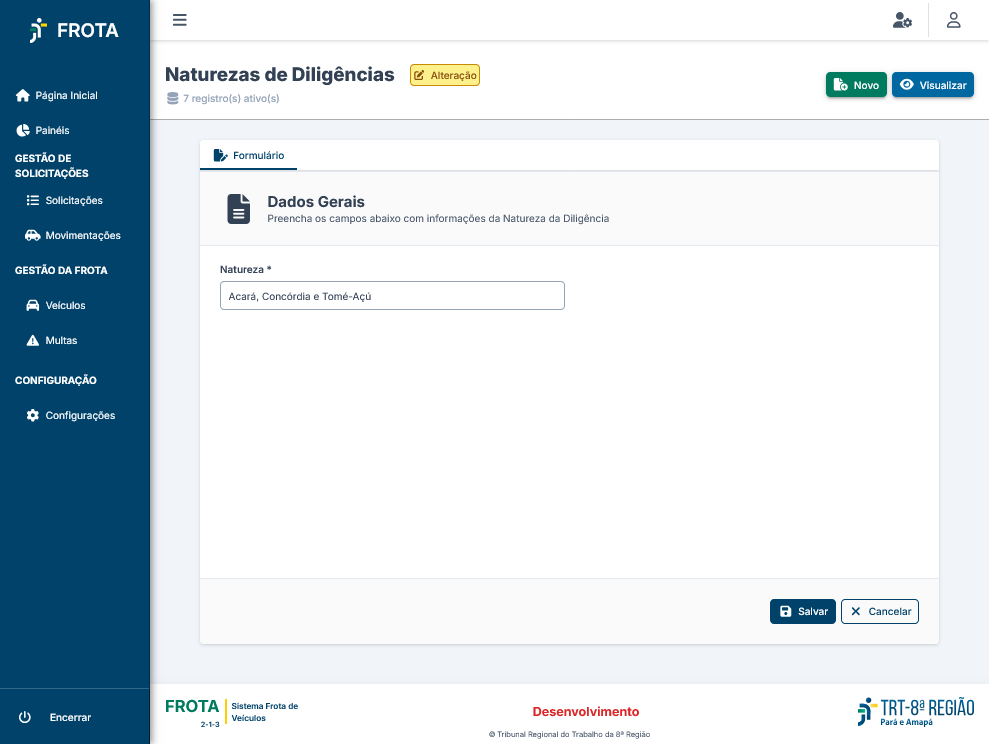 FROTA
Página Inicial
Painéis
GESTÃO DE
SOLICITAÇÕES
Solicitações
Movimentações
GESTÃO DA FROTA
Veículos
Multas
CONFIGURAÇÃO
Configurações
Encerrar
Naturezas de Diligências
Alteração
7 registro(s) ativo(s)
Novo
Visualizar
Formulário
Dados Gerais
Preencha os campos abaixo com informações da Natureza da Diligência
Natureza *
Acará, Concórdia e Tomé-Açú
Salvar
Cancelar
FROTA
2-1-3
Sistema Frota de
Veículos
Desenvolvimento
© Tribunal Regional do Trabalho da 8ª Região
TRT-8ª REGIÃO
Pará e Amapá